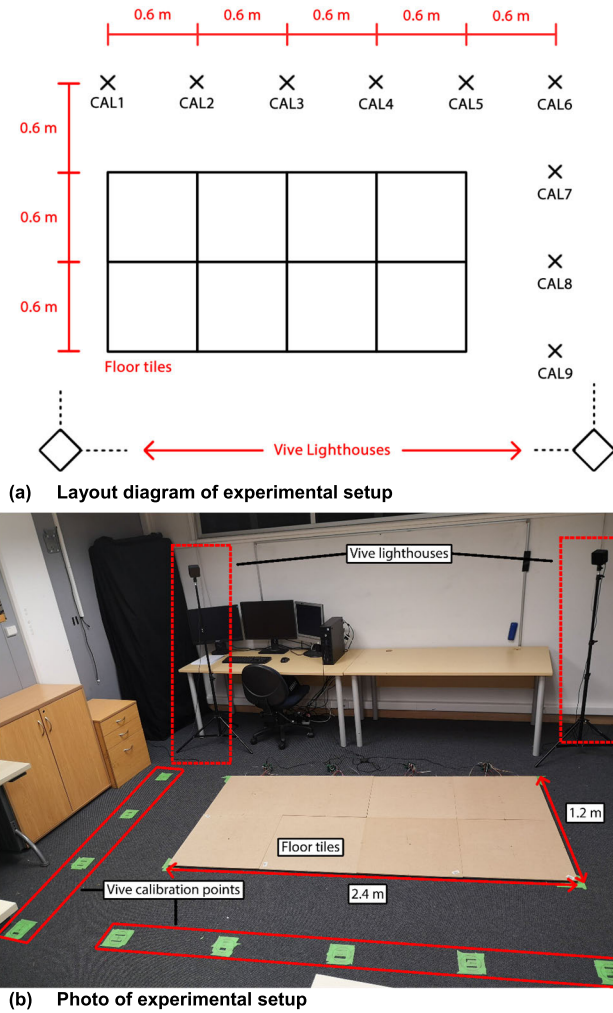 0.6 m 0.6 m 0.6 m 0.6 m 0.6 m
CAL1 CAL2 CAL3 CAL4 CAL5 CAL6
0.6 m
CAL7
0.6 m
CAL8
0.6 m
Floor tiles
CAL9
Vive Lighthouses
(a) Layout diagram of experimental setup
Vive lighthouses
1.2 m
Floor tiles
Vive calibration points
2.4 m
(b) Photo of experimental setup